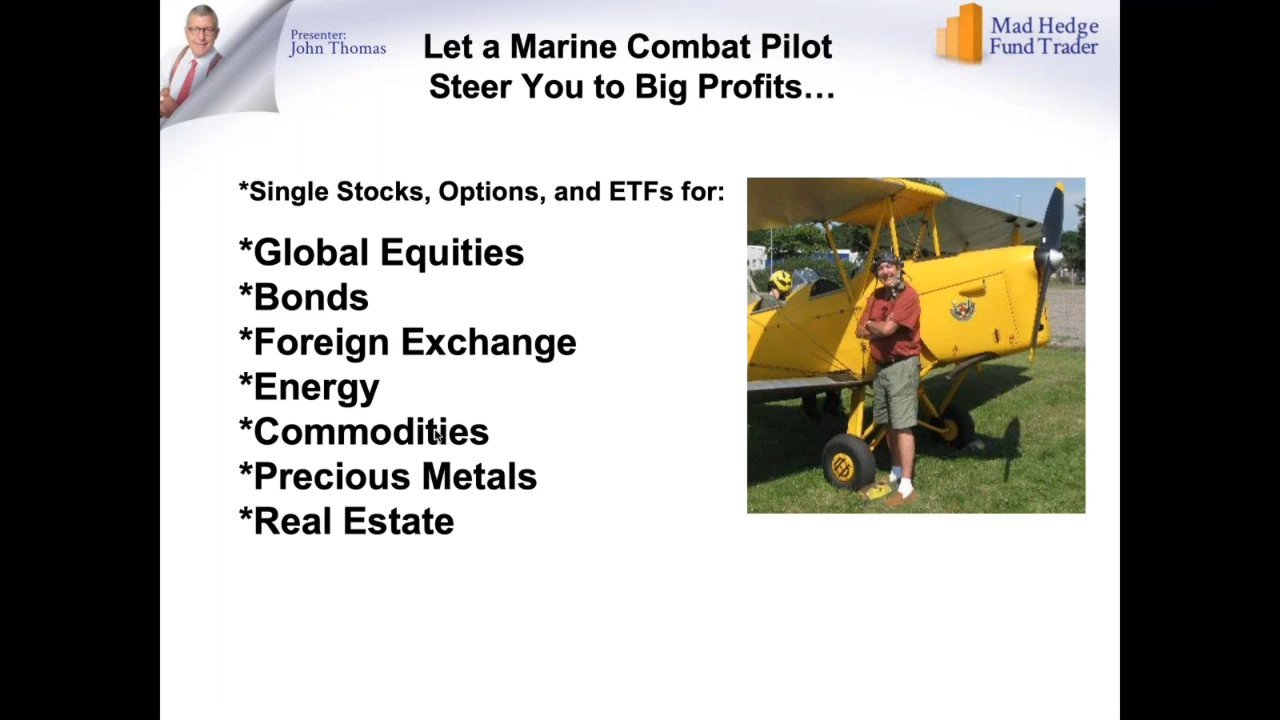 Presenter:
John Thomas
Let a Marine Combat Pilot
Steer You to Big Profits…
Mad Hedge
Fund Trader
*Single Stocks, Options, and ETFs for:
*Global Equities
*Bonds
*Foreign Exchange
*Energy
*Commodities
*Precious Metals
*Real Estate